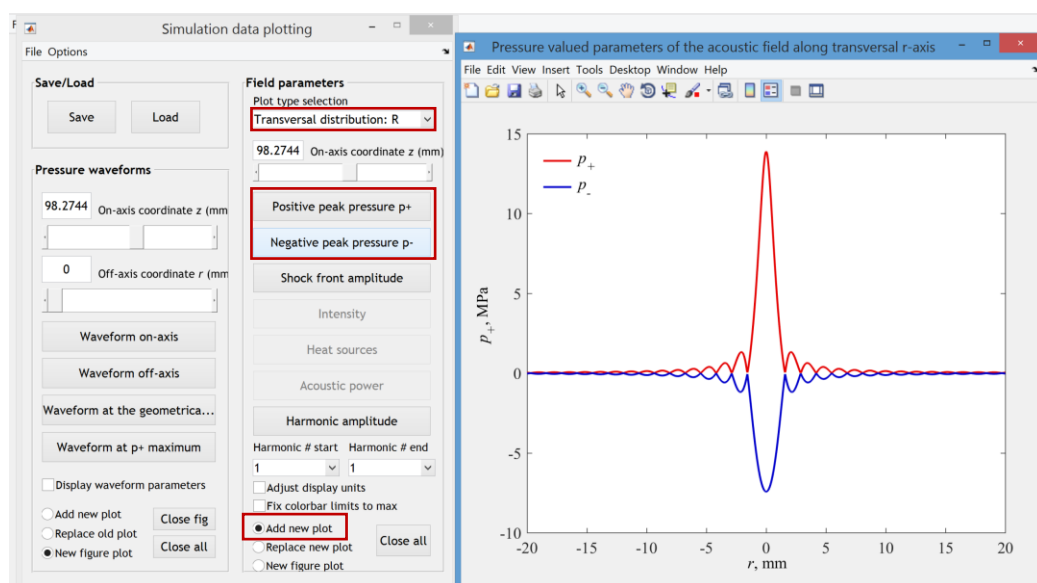 Simulation data plotting
File Options
Save/Load
Save
Load
Pressure waveforms
98.2744 On-axis coordinate z (mm
0 Off-axis coordinate r (mm
Waveform on-axis
Waveform off-axis
Waveform at the geometrica...
Waveform at p+ maximum
Display waveform parameters
Add new plot
Replace old plot
New figure plot
Close fig
Close all
Field parameters
Plot type selection
Transversal distribution: R
98.2744 On-axis coordinate z (mm)
Positive peak pressure p+
Negative peak pressure p-
Shock front amplitude
Intensity
Heat sources
Acoustic power
Harmonic amplitude
Harmonic # start Harmonic # end
1 1
Adjust display units
Fix colorbar limits to max
Add new plot
Replace new plot
New figure plot
Close all
Pressure valued parameters of the acoustic field along transversal r-axis
File Edit View Insert Tools Desktop Window Help
p+
p-
15
10
5
0
-5
-10
p+, MPa
-20 -15 -10 -5 0 5 10 15 20
r, mm